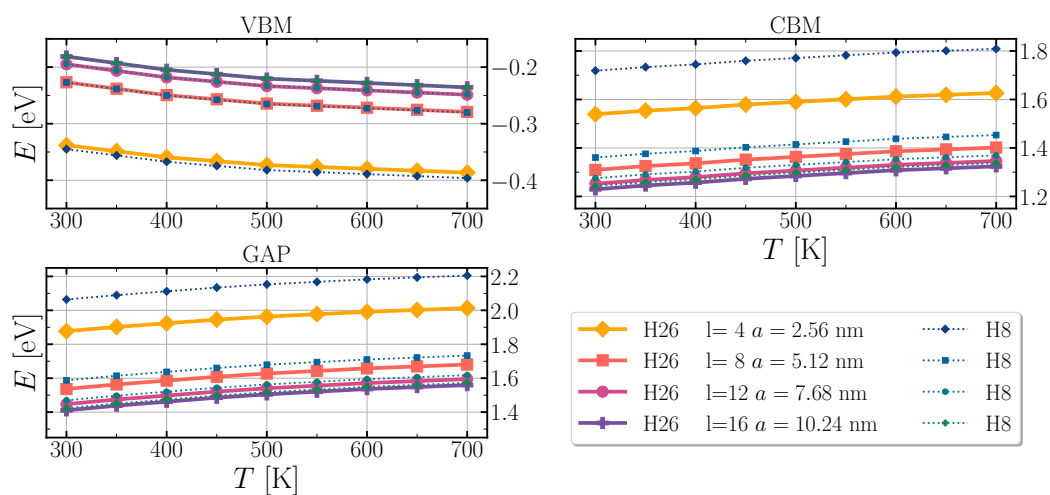 VBM
CBM
E [eV]
−0.2
−0.3
−0.4
300 400 500 600 700
1.8
1.6
1.4
1.2
300 400 500 600 700
T [K]
GAP
E [eV]
2.2
2.0
1.8
1.6
1.4
300 400 500 600 700
T [K]
H26 l= 4 a = 2.56 nm H8
H26 l= 8 a = 5.12 nm H8
H26 l=12 a = 7.68 nm H8
H26 l=16 a = 10.24 nm H8